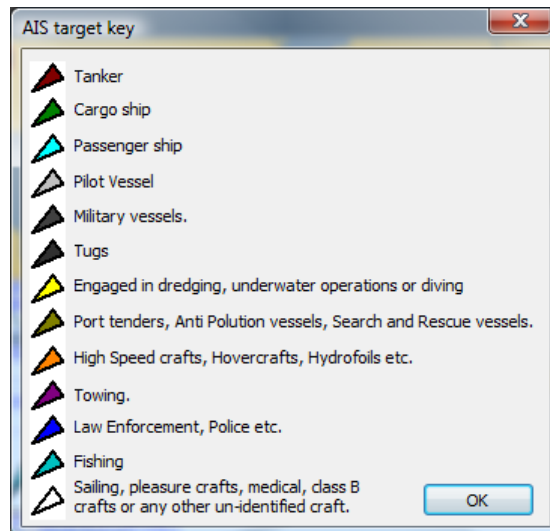 AIS target key
Tanker
Cargo ship
Passenger ship
Pilot Vessel
Military vessels.
Tugs
Engaged in dredging, underwater operations or diving
Port tenders, Anti Polution vessels, Search and Rescue vessels.
High Speed crafts, Hovercrafts, Hydrofoils etc.
Towing.
Law Enforcement, Police etc.
Fishing
Sailing, pleasure crafts, medical, class B
crafts or any other un-identified craft.
OK